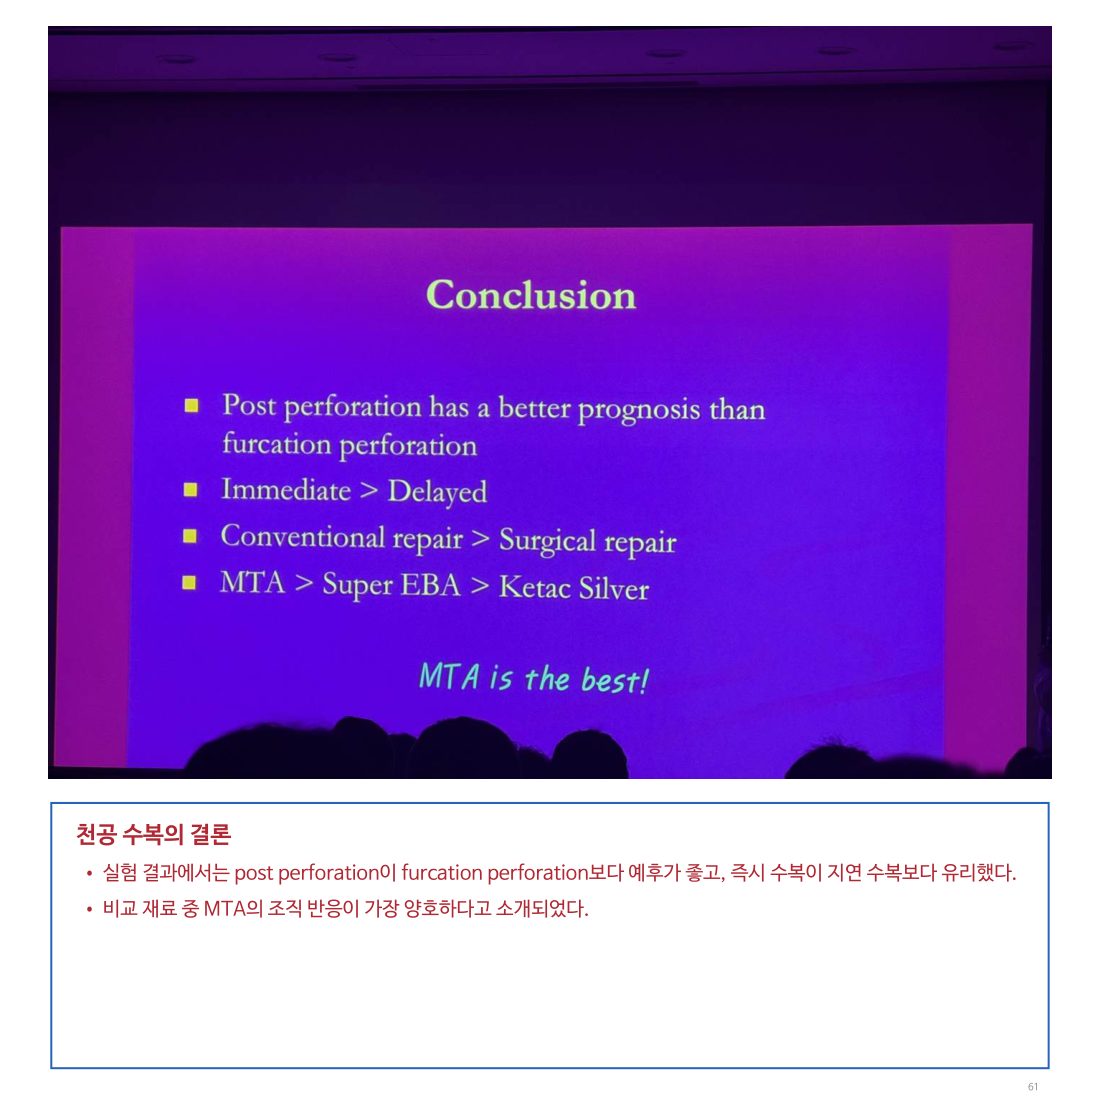 Conclusion
Post perforation has a better prognosis than
furcation perforation
Immediate > Delayed
Conventional repair > Surgical repair
MTA > Super EBA > Ketac Silver
MTA is the best!
천공 수복의 결론
• 실험 결과에서는 post perforation이 furcation perforation보다 예후가 좋고, 즉시 수복이 지연 수복보다 유리했다.
• 비교 재료 중 MTA의 조직 반응이 가장 양호하다고 소개되었다.
61